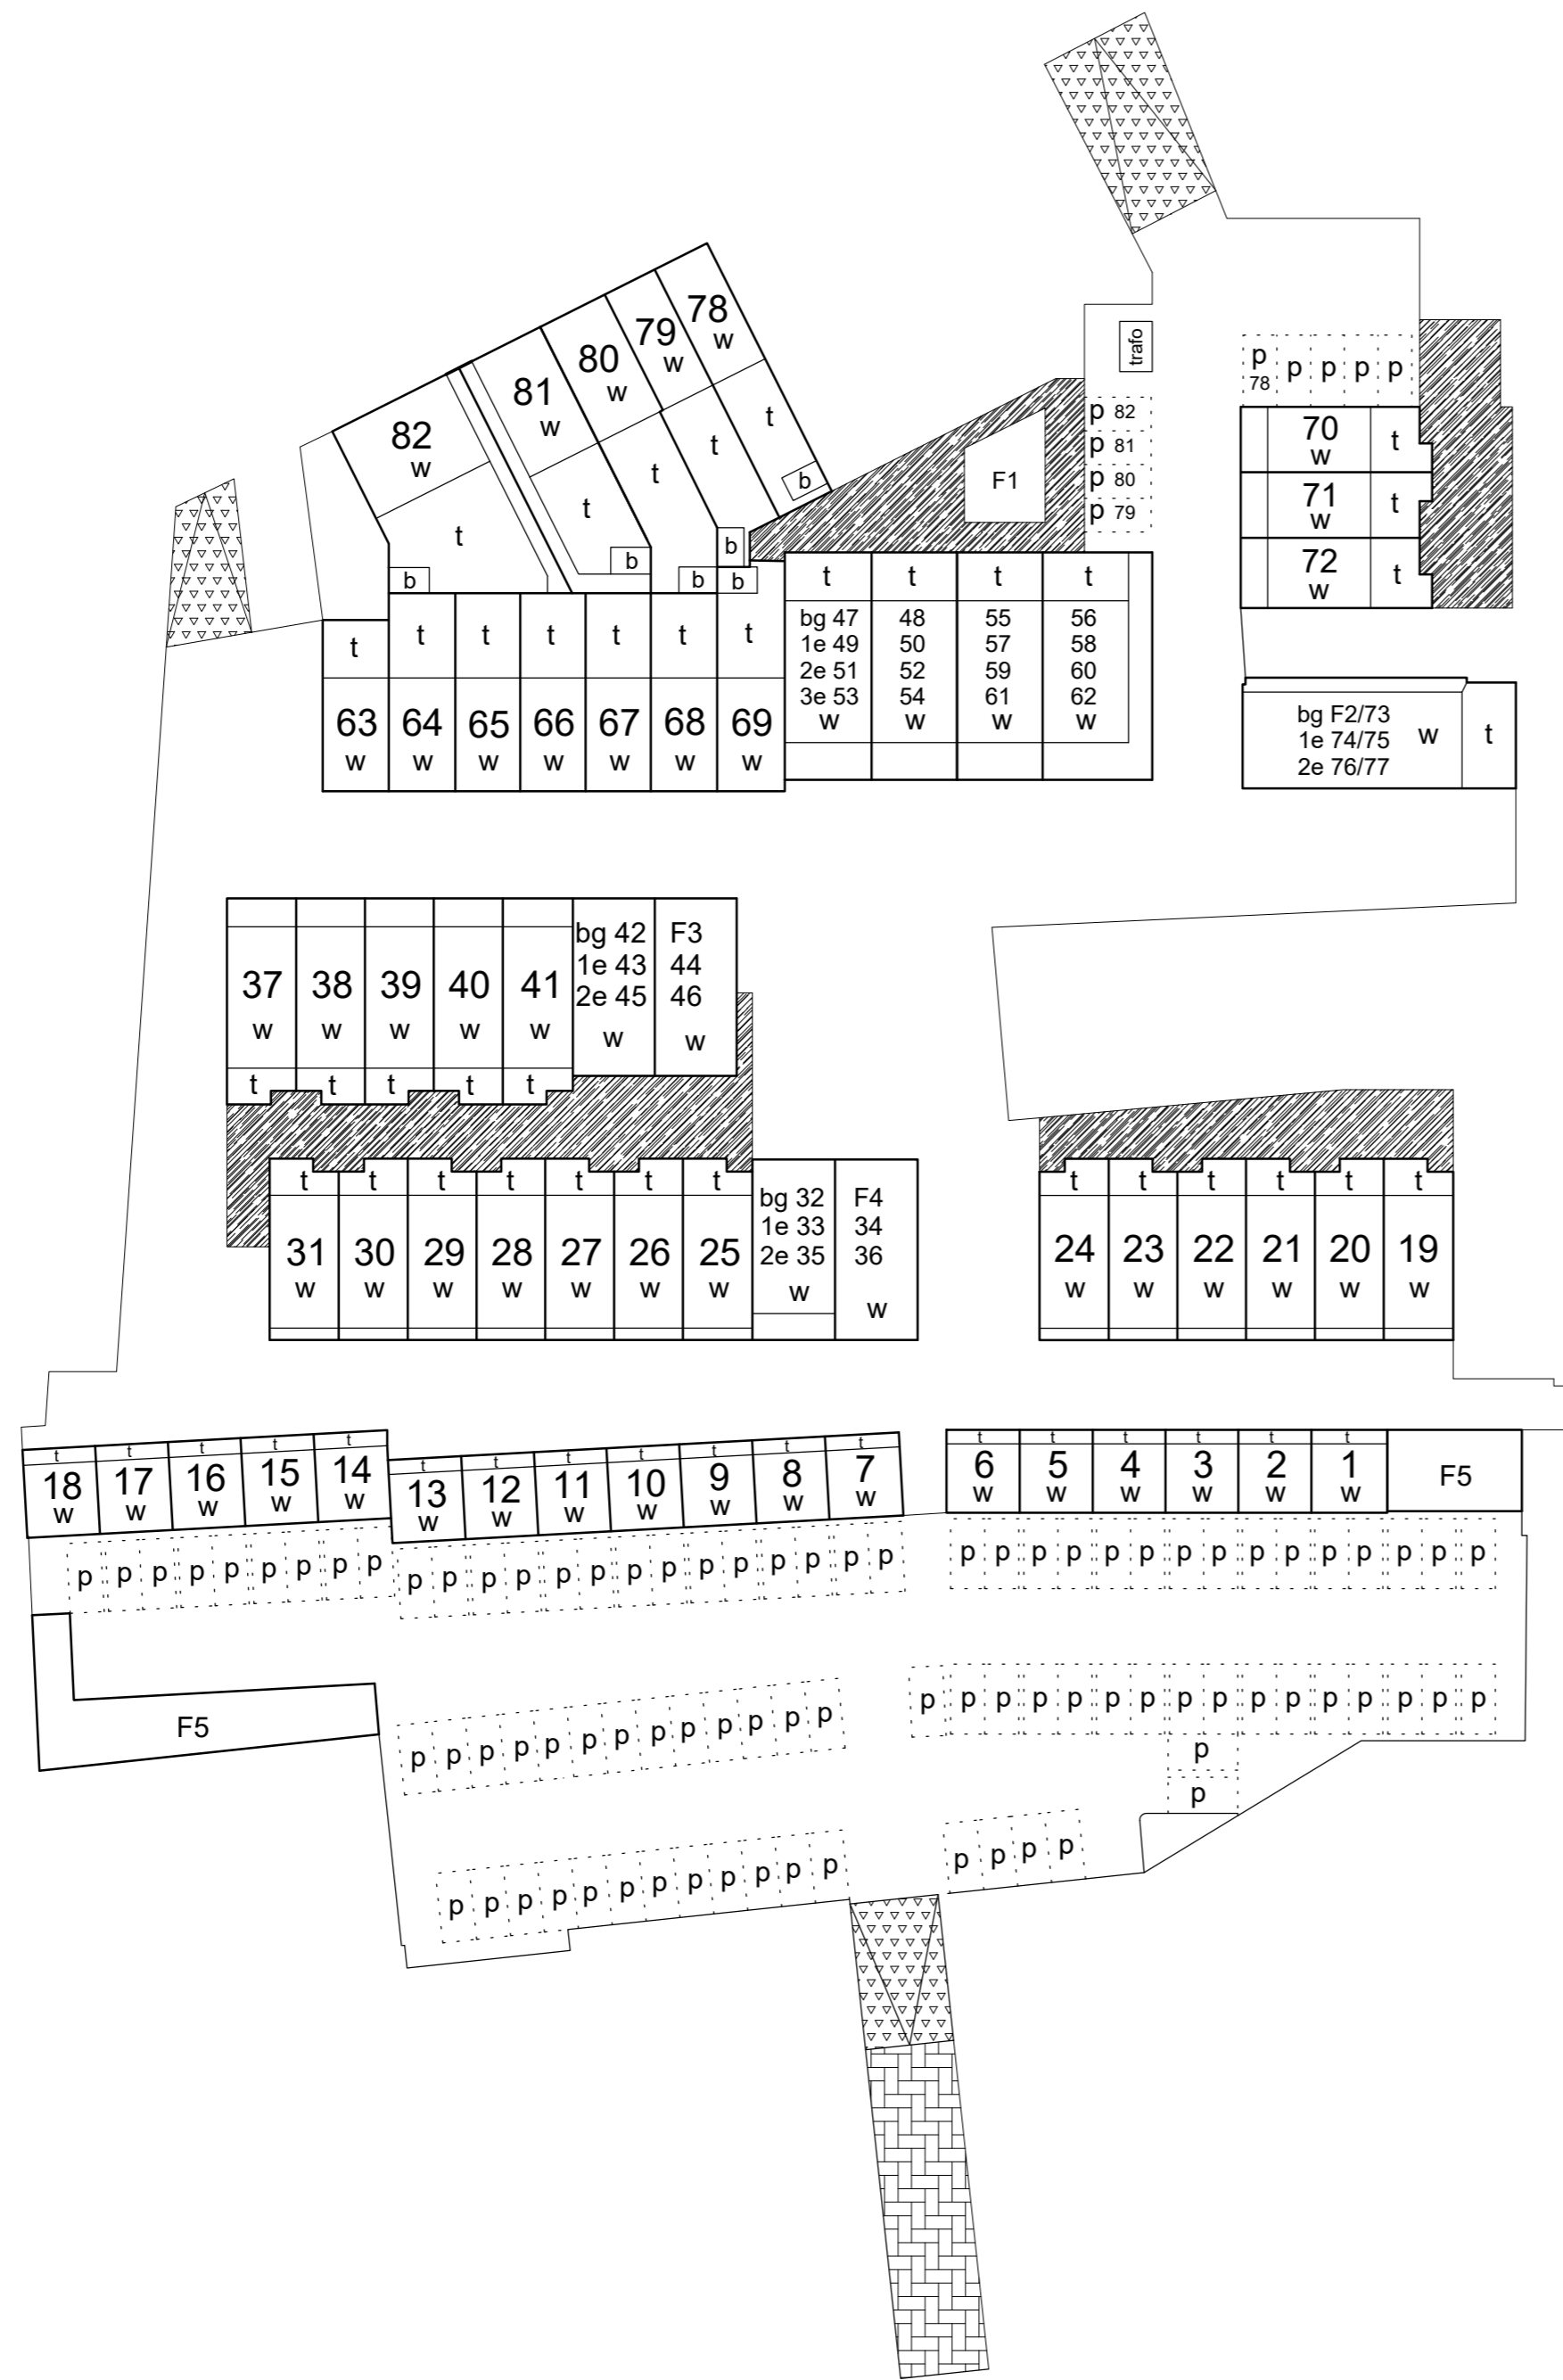 78
w
79
w
80
w
81
w
82
w
t
t
t
t
t
b
b
b
b
b
b
trafo
F1
p 82
p 81
p 80
p 79
p
78
p p p p
70
w
t
71
w
t
72
w
t
t t t t t t t
63 64 65 66 67 68 69
w w w w w w w
t t t t
bg 47 48 55 56
1e 49 50 57 58
2e 51 52 59 60
3e 53 54 61 62
w w w w
bg F2/73
1e 74/75 w t
2e 76/77
37 38 39 40 41
w w w w w
t t t t t
bg 42 F3
1e 43 44
2e 45 46
w w
t t t t t t t
31 30 29 28 27 26 25
w w w w w w w
bg 32 F4
1e 33 34
2e 35 36
w w
t t t t t t
24 23 22 21 20 19
w w w w w w
t t t t t
18 17 16 15 14
w w w w w
t t t t t t t
13 12 11 10 9 8 7
w w w w w w w
t t t t t t
6 5 4 3 2 1 F5
w w w w w w
p p p p p p p p p
p p p p p p p p p p p p p p
p p p p p p p p p p p p p p p
F5
p p p p p p p p p p p p p
p p p p p p p p p p p p p p p p
p
p
p p p p
p p p p p p p p p p p p